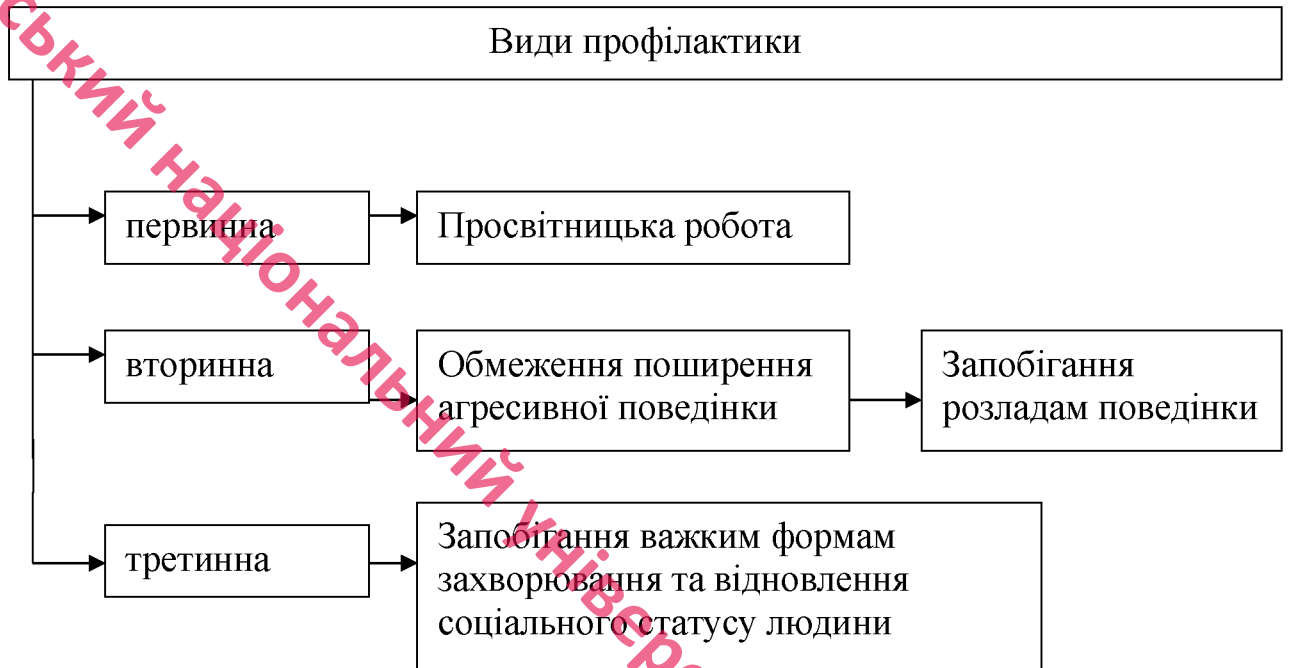 Види профілактики
первинна
Просвітницька робота
вторинна
Обмеження поширення
агресивної поведінки
Запобігання
розладам поведінки
третинна
Запобігання важким формам
захворювання та відновлення
соціального статусу людини
ський національний універс